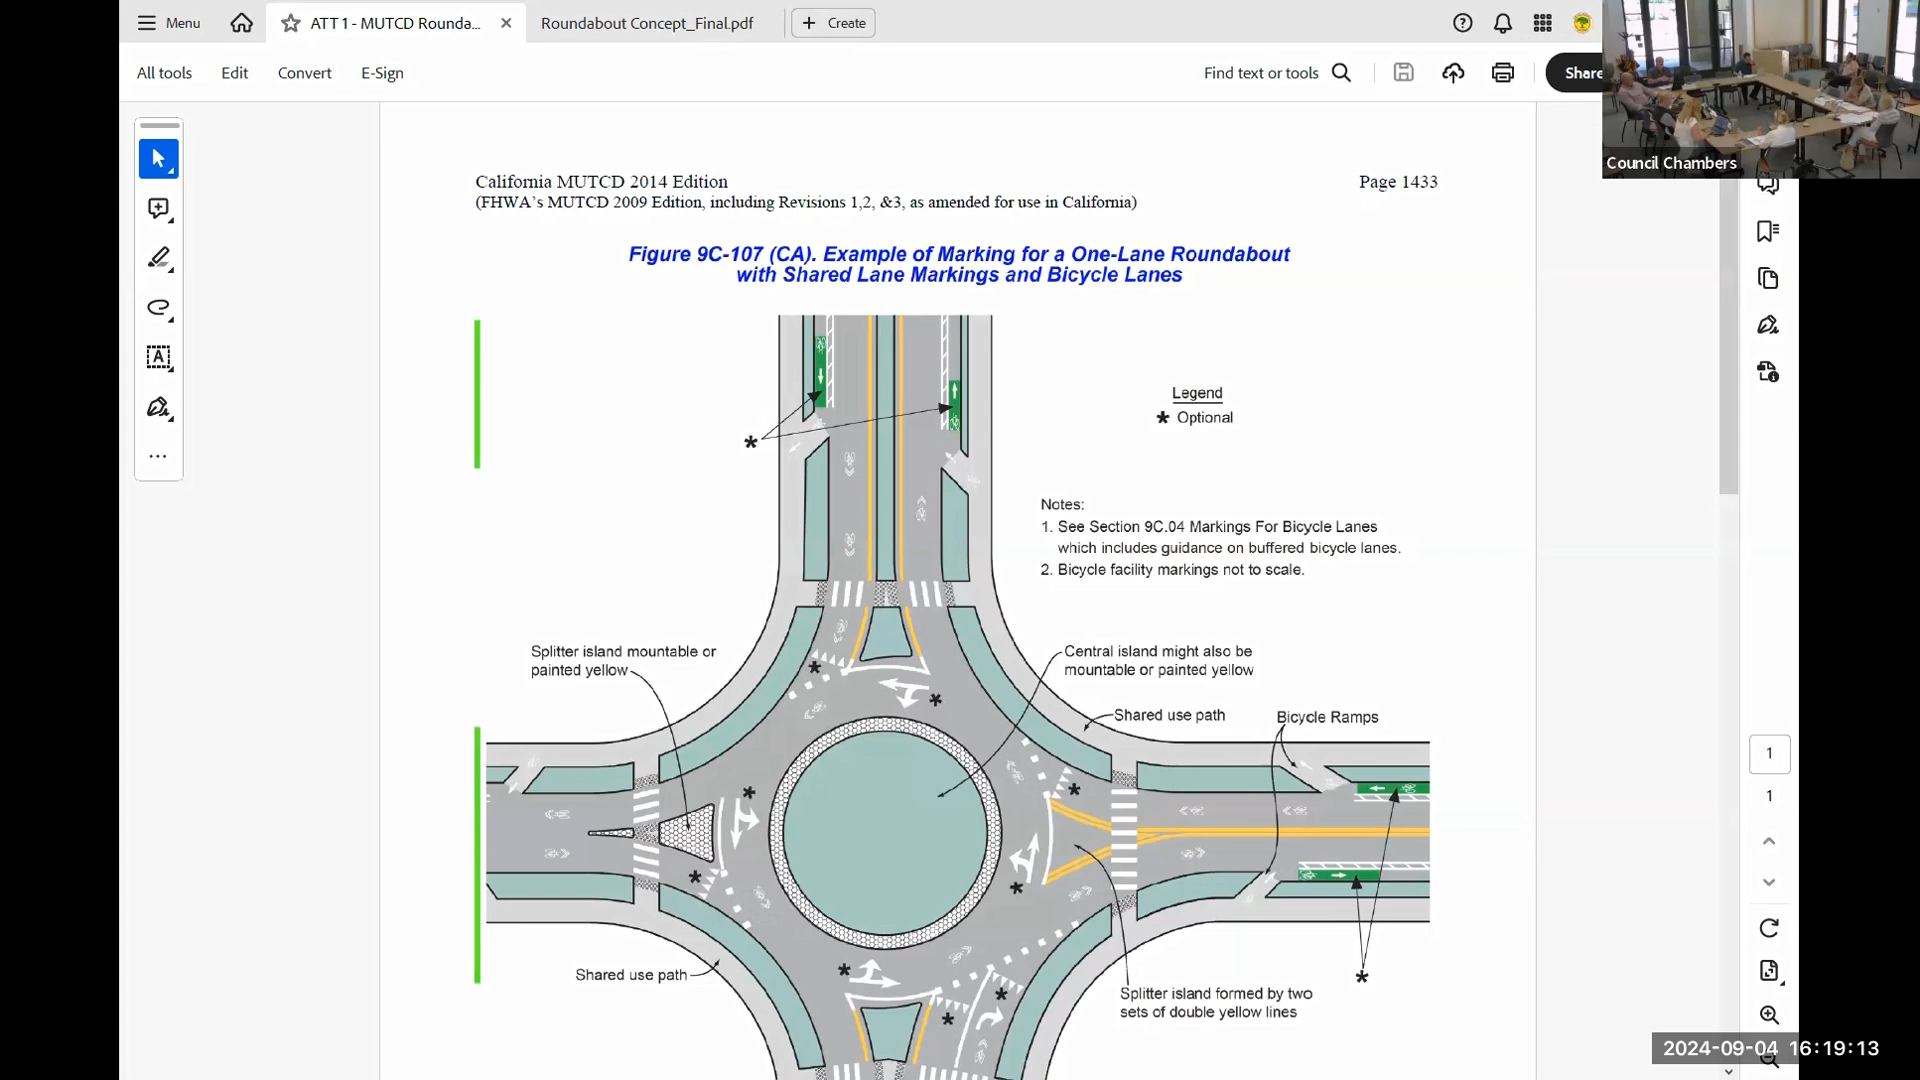 Menu
ATT 1 - MUTCD Rounda...
Roundabout Concept_Final.pdf
Create
All tools
Edit
Convert
E-Sign
Find text or tools
Share
Council Chambers
California MUTCD 2014 Edition
Page 1433
(FHWA's MUTCD 2009 Edition, including Revisions 1,2, &3, as amended for use in California)
Figure 9C-107 (CA). Example of Marking for a One-Lane Roundabout
with Shared Lane Markings and Bicycle Lanes
Legend
* Optional
Notes:
1. See Section 9C.04 Markings For Bicycle Lanes
which includes guidance on buffered bicycle lanes.
2. Bicycle facility markings not to scale.
Splitter island mountable or
painted yellow
Central island might also be
mountable or painted yellow
Shared use path
Bicycle Ramps
Shared use path
Splitter island formed by two
sets of double yellow lines
1
1
2024-09-04 16:19:13